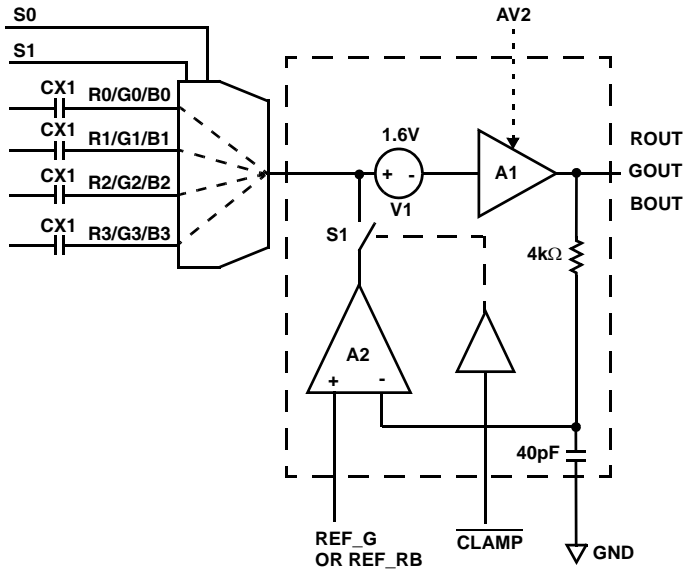 S0
S1
CX1 R0/G0/B0
CX1 R1/G1/B1
CX1 R2/G2/B2
CX1 R3/G3/B3
AV2
1.6V
+ -
V1
A1
ROUT
GOUT
BOUT
S1
4kΩ
A2
+ -
40pF
REF_G
OR REF_RB
CLAMP
GND